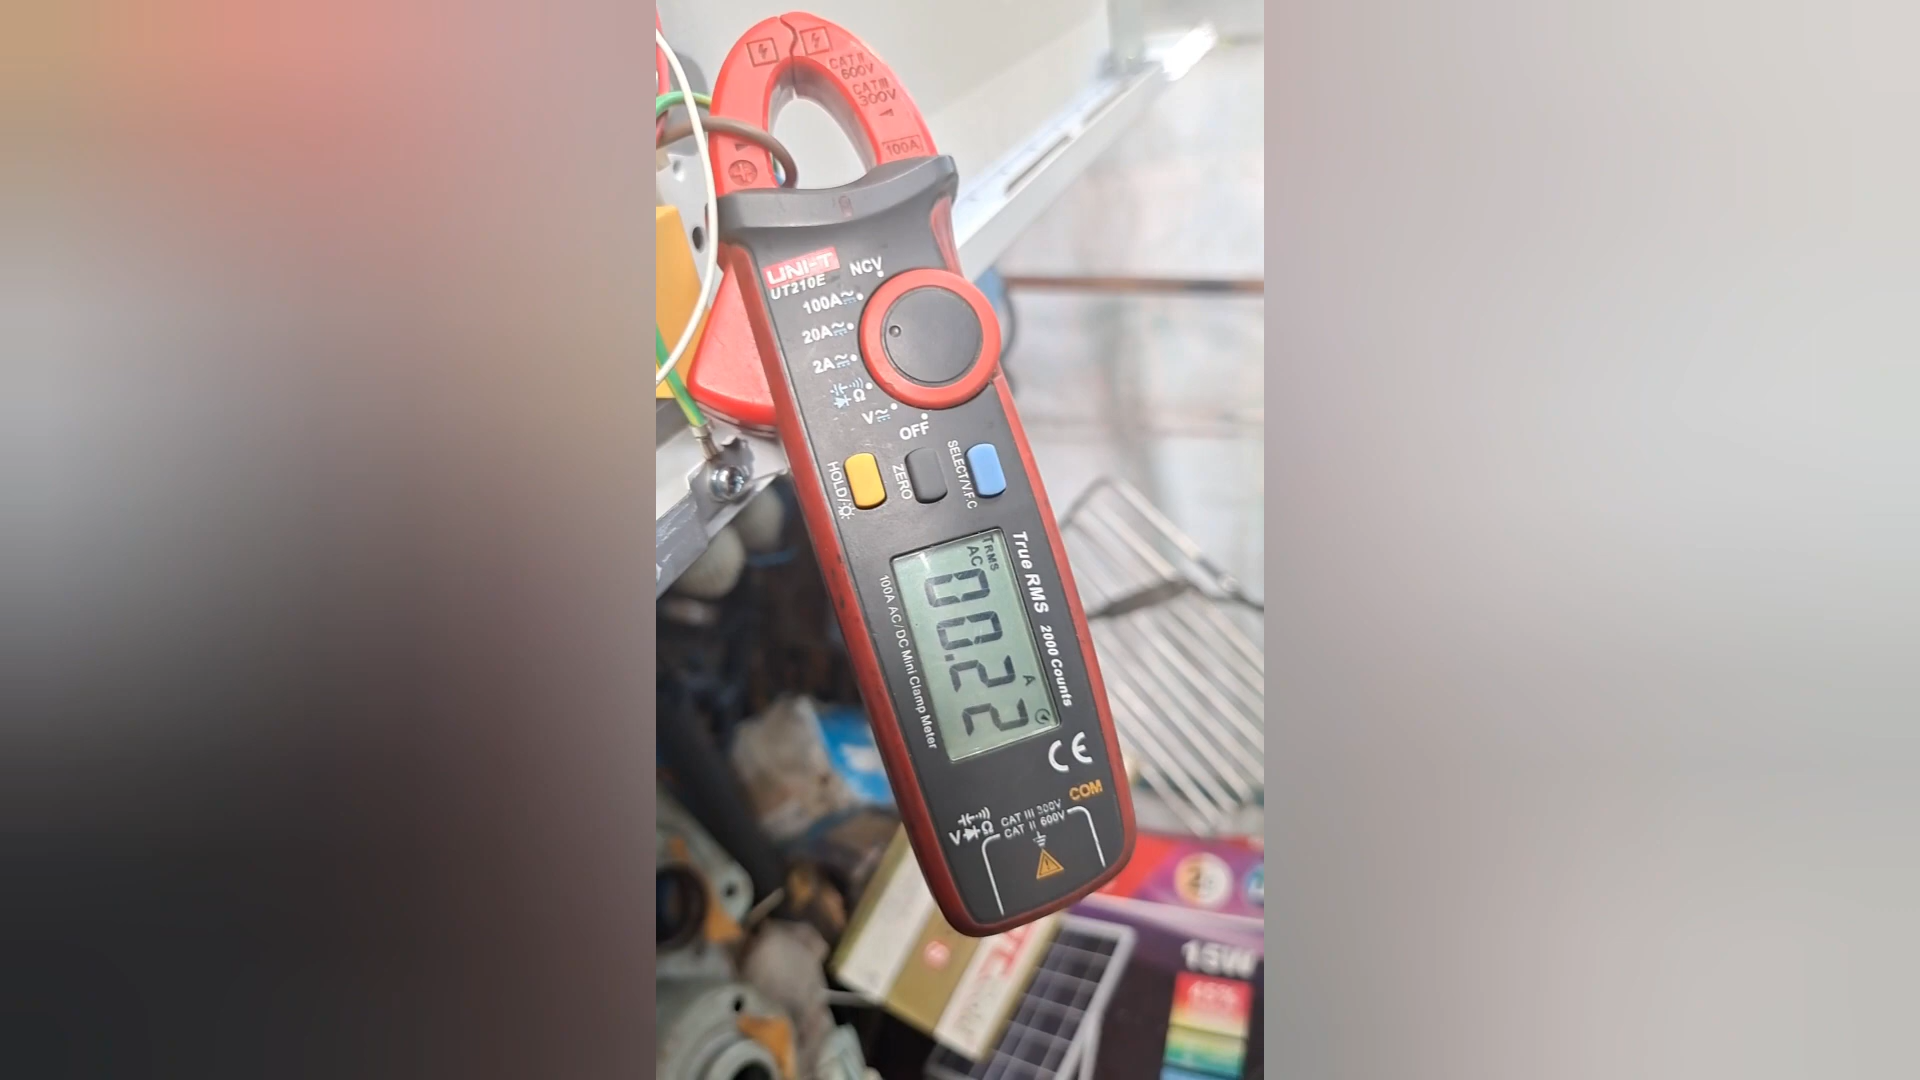 CAT II
600V
CAT III
300V
100A
UNI-T
UT210E
NCV
100A
20A
2A
Ω
V
OFF
HOLD/
ZERO
SELECT/V.F.C
True RMS 2000 Counts
TRMS
AC
00.22
A
100A AC/DC Mini Clamp Meter
CE
COM
V Ω
CAT III 300V
CAT II 600V
15W